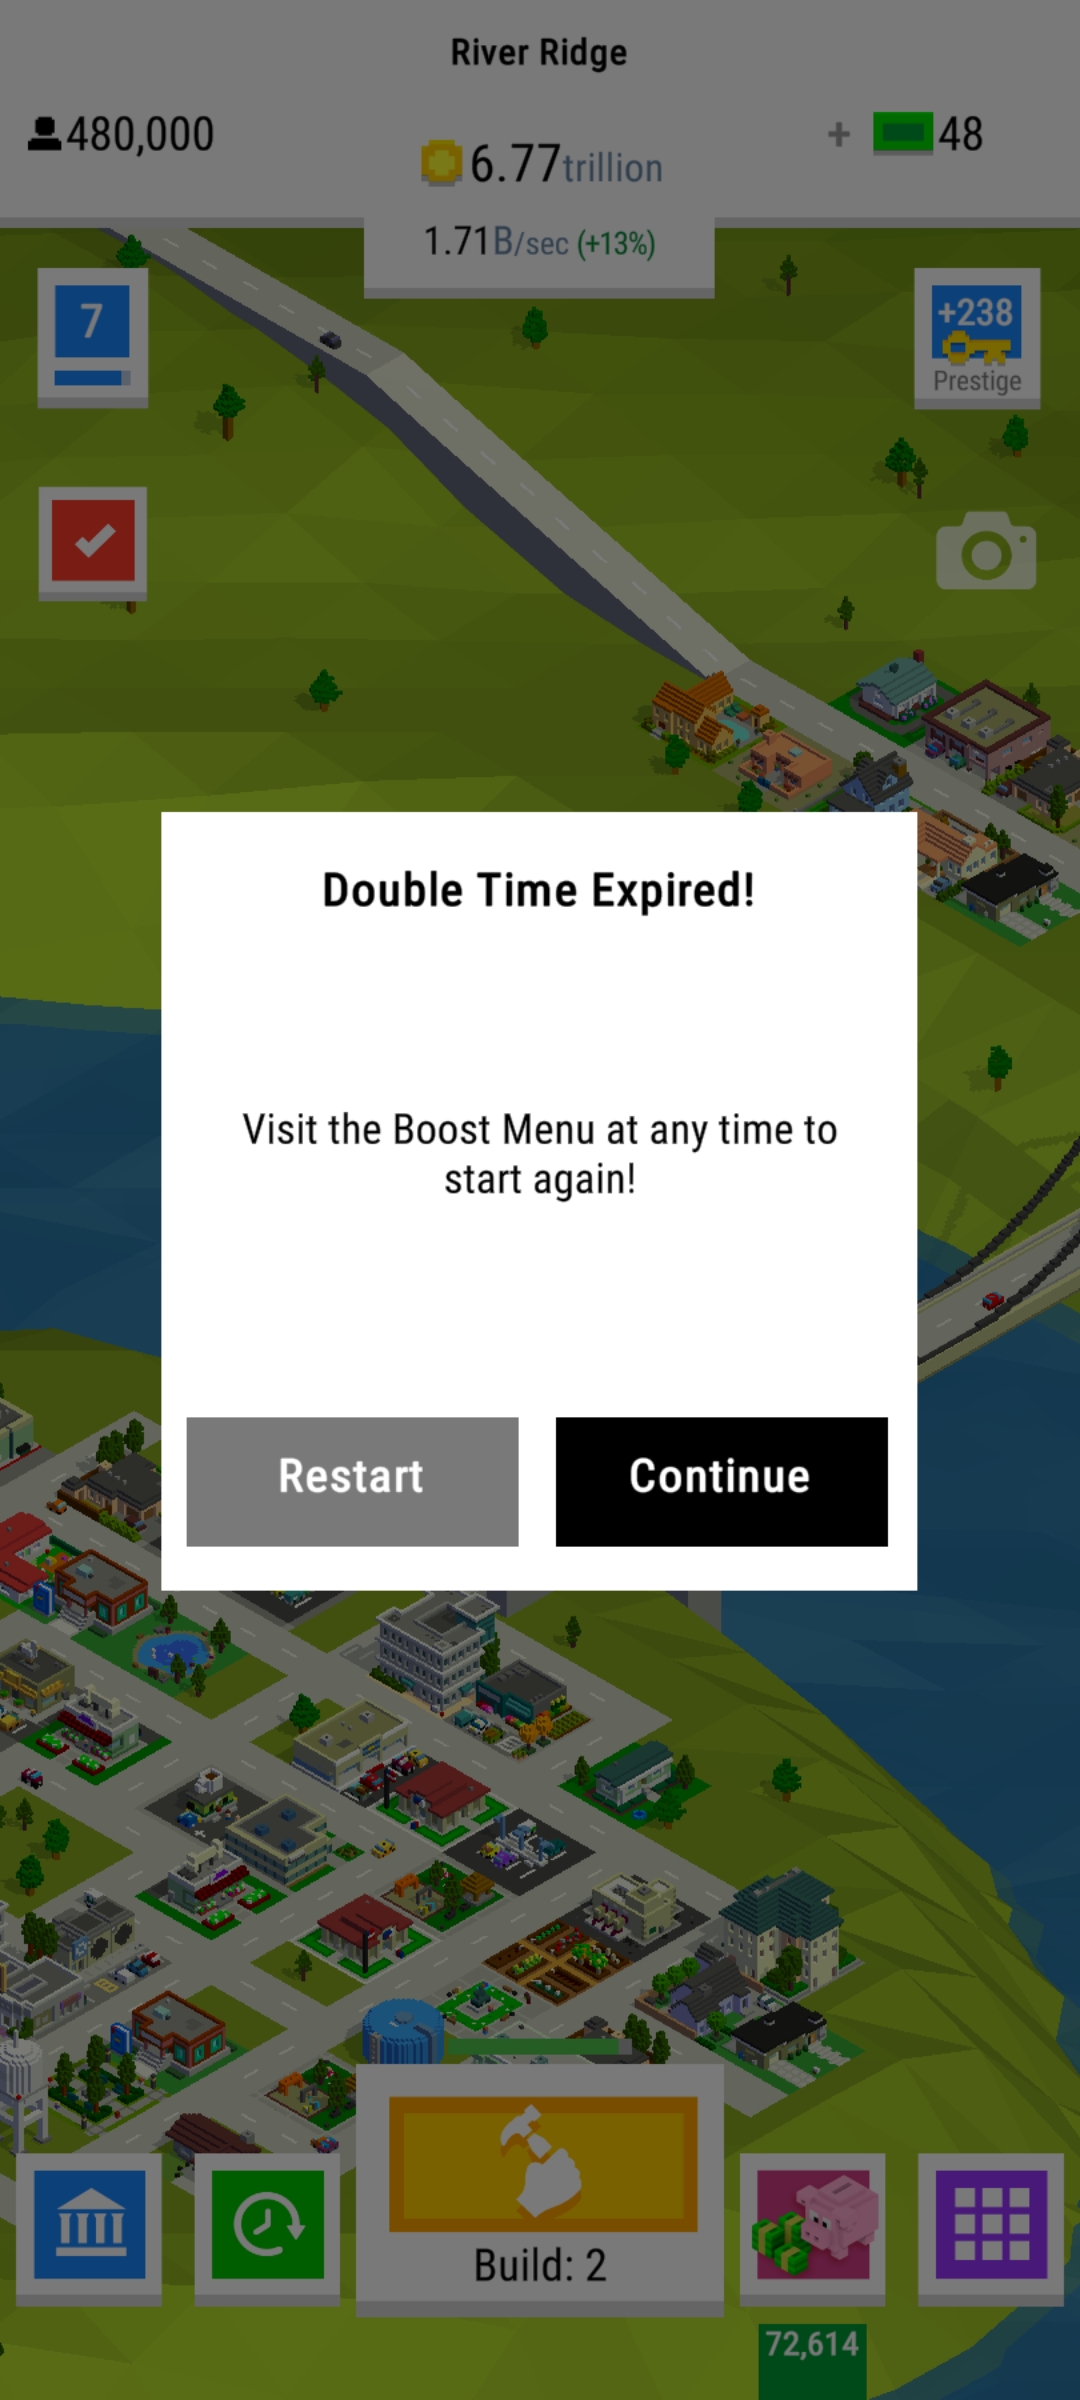 River Ridge
480,000
6.77trillion
+ 48
1.71B/sec (+13%)
7
+238
Prestige
Double Time Expired!
Visit the Boost Menu at any time to
start again!
Restart
Continue
Build: 2
72,614